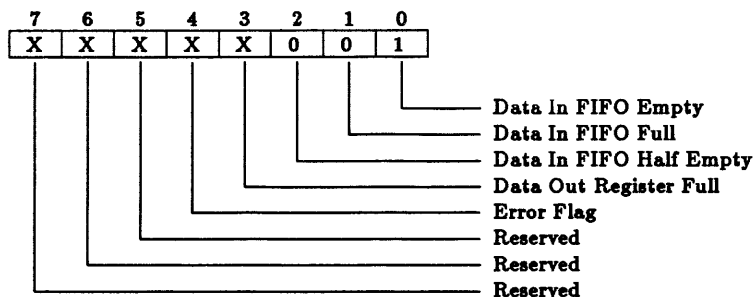 7 6 5 4 3 2 1 0
X X X X X 0 0 1
Data In FIFO Empty
Data In FIFO Full
Data In FIFO Half Empty
Data Out Register Full
Error Flag
Reserved
Reserved
Reserved